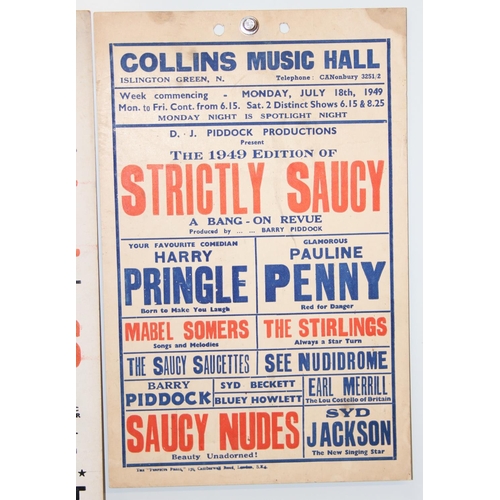 COLLINS MUSIC HALL
ISLINGTON GREEN, N. Telephone: CANonbury 3251/2
Week commencing - MONDAY, JULY 18th, 1949
Mon. to Fri. Cont. from 6.15. Sat. 2 Distinct Shows 6.15 & 8.25
MONDAY NIGHT IS SPOTLIGHT NIGHT
D. J. PIDDOCK PRODUCTIONS
Present
THE 1949 EDITION OF
STRICTLY SAUCY
A BANG-ON REVUE
Produced by ... ... BARRY PIDDOCK
YOUR FAVOURITE COMEDIAN
HARRY
PRINGLE
Born to Make You Laugh
GLAMOROUS
PAULINE
PENNY
Red for Danger
MABEL SOMERS
Songs and Melodies
THE STIRLINGS
Always a Star Turn
THE SAUCY SAUCETTES
SEE NUDIDROME
BARRY
PIDDOCK
SYD BECKETT
BLUEY HOWLETT
EARL MERRILL
The Lou Costello of Britain
SAUCY NUDES
Beauty Unadorned!
SYD
JACKSON
The New Singing Star
Camberwell Road, London, S.E.5